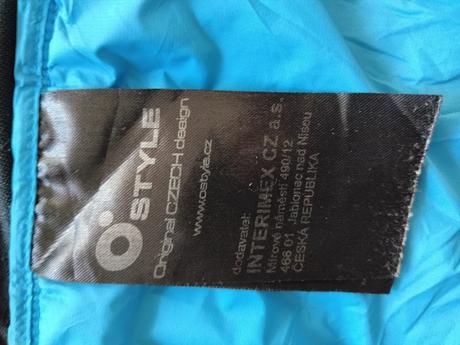 O°STYLE
Original CZECH design
www.ostyle.cz
dodavatel:
INTERIMEX CZ a.s.
Mírové náměstí 490/12
466 01 Jablonec nad Nisou
ČESKÁ REPUBLIKA